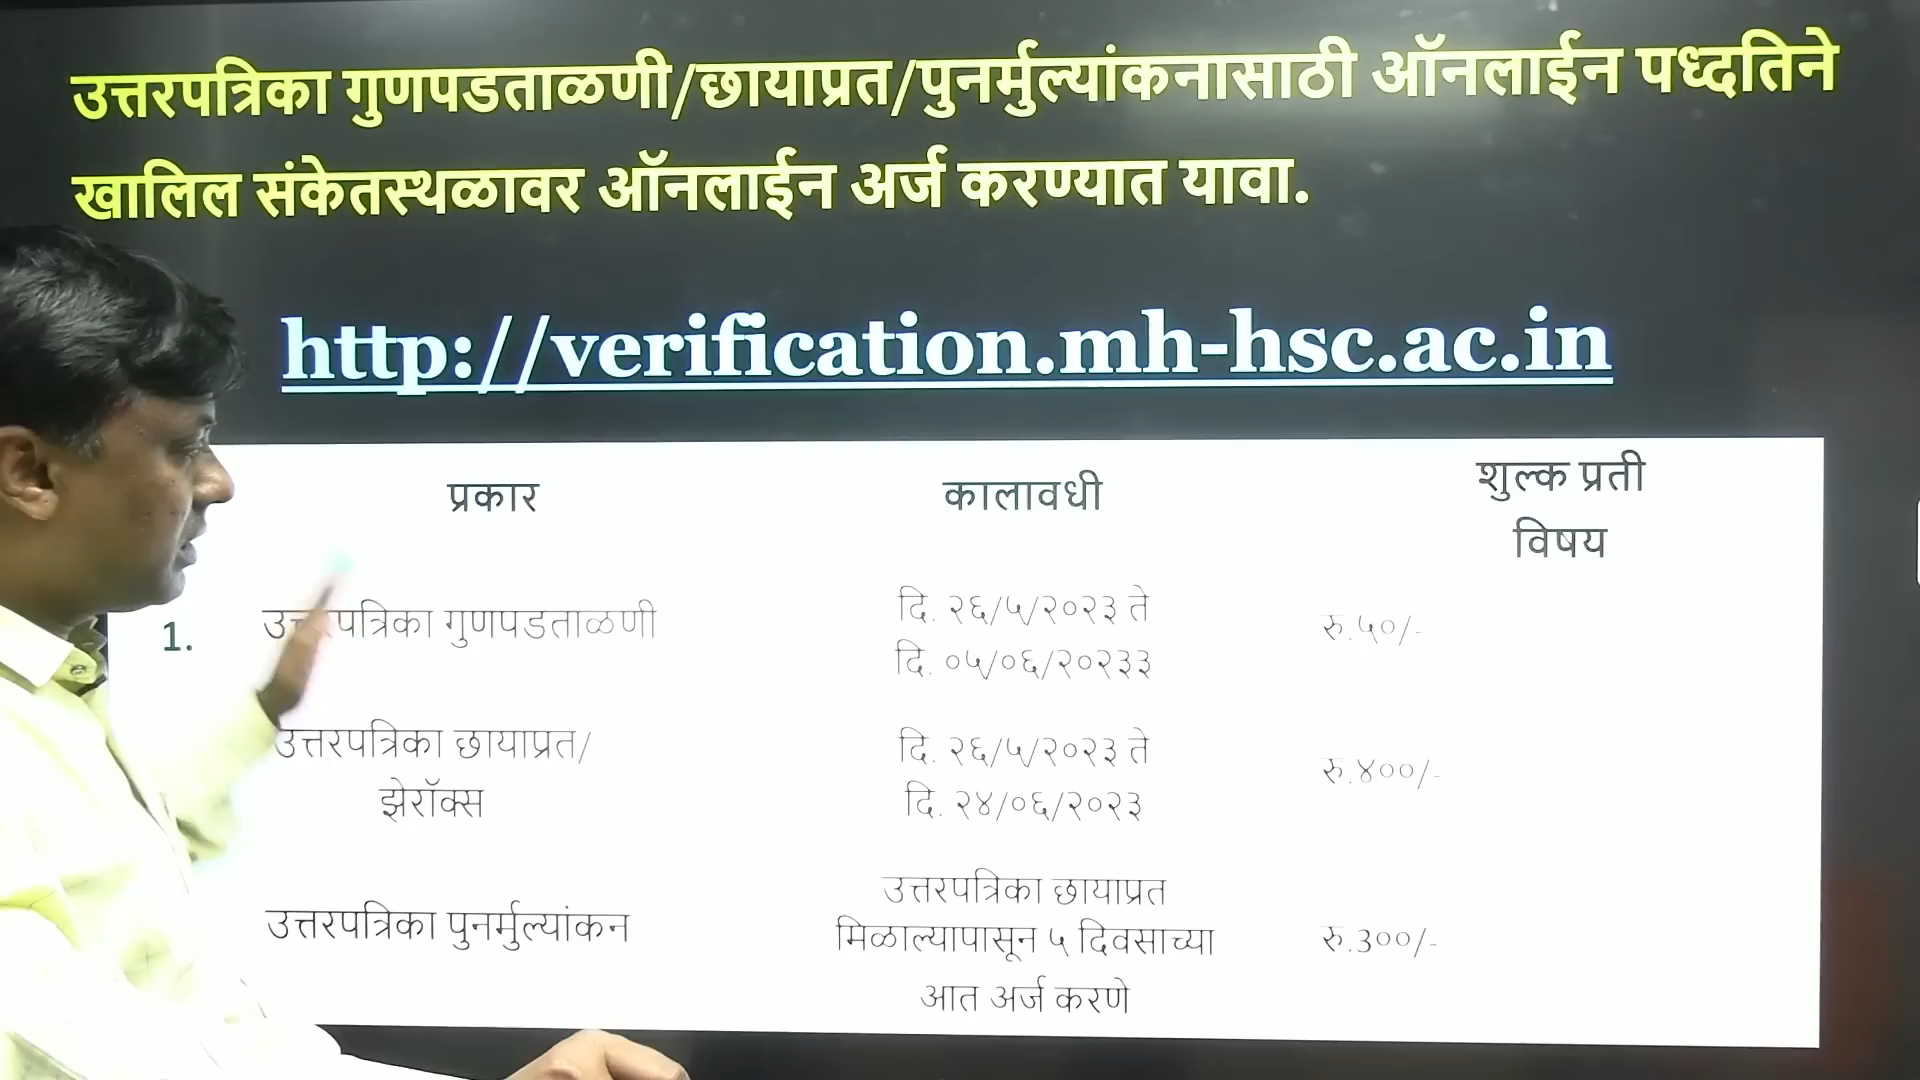 उत्तरपत्रिका गुणपडताळणी/छायाप्रत/पुनर्मुल्यांकनासाठी ऑनलाईन पध्दतिने
खालिल संकेतस्थळावर ऑनलाईन अर्ज करण्यात यावा.
http://verification.mh-hsc.ac.in
प्रकार
कालावधी
शुल्क प्रती
विषय
1.
उत्तरपत्रिका गुणपडताळणी
दि. २६/५/२०२३ ते
दि. ०५/०६/२०२३३
रु.५०/-
उत्तरपत्रिका छायाप्रत/
झेरॉक्स
दि. २६/५/२०२३ ते
दि. २४/०६/२०२३
रु.४००/-
उत्तरपत्रिका पुनर्मुल्यांकन
उत्तरपत्रिका छायाप्रत
मिळाल्यापासून ५ दिवसाच्या
आत अर्ज करणे
रु.३००/-